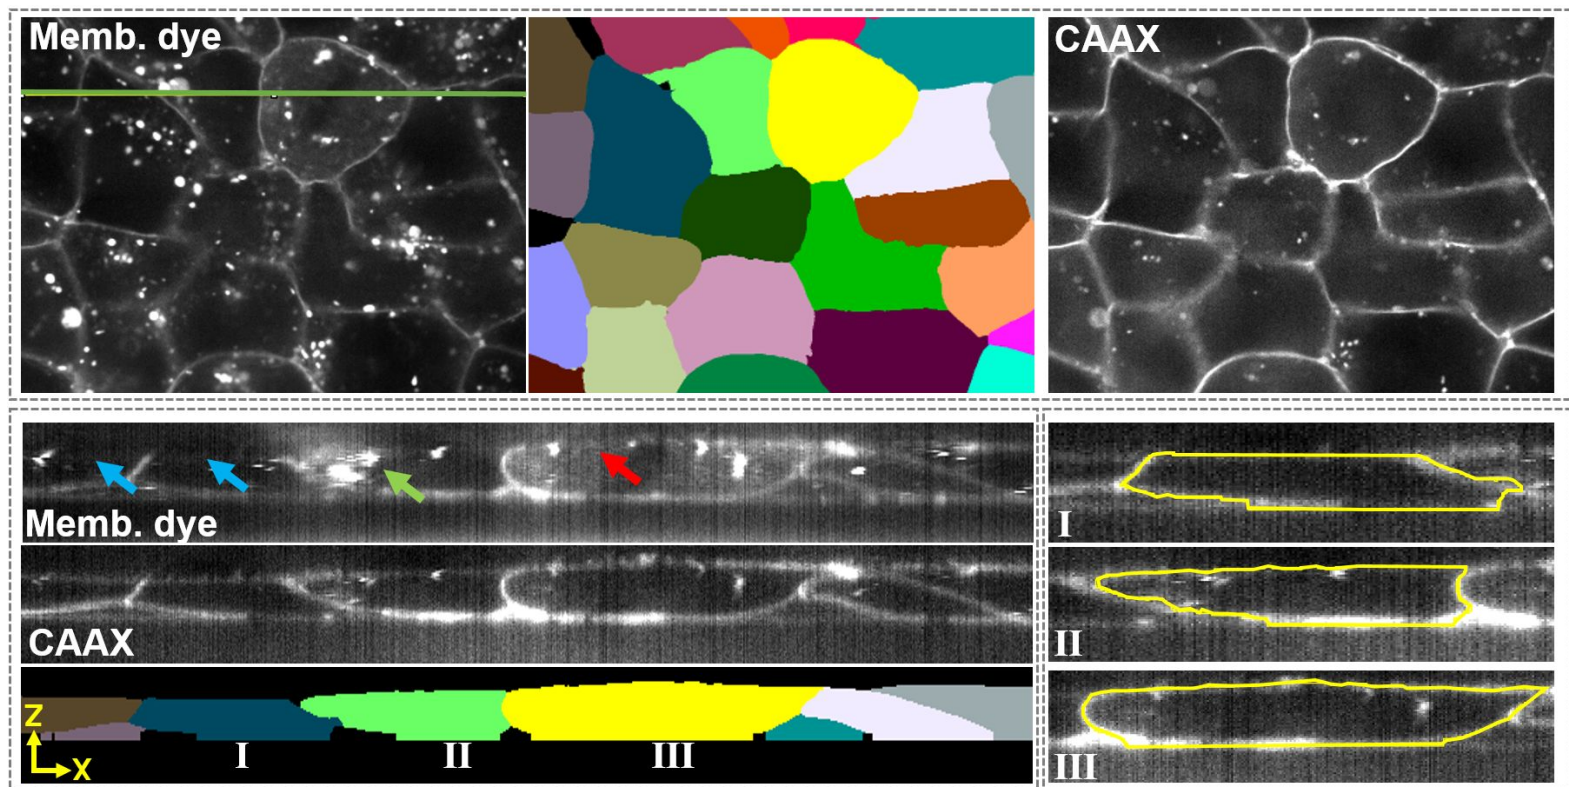 Memb. dye
CAAX
Memb. dye
CAAX
Z
X
I
II
III
I
II
III